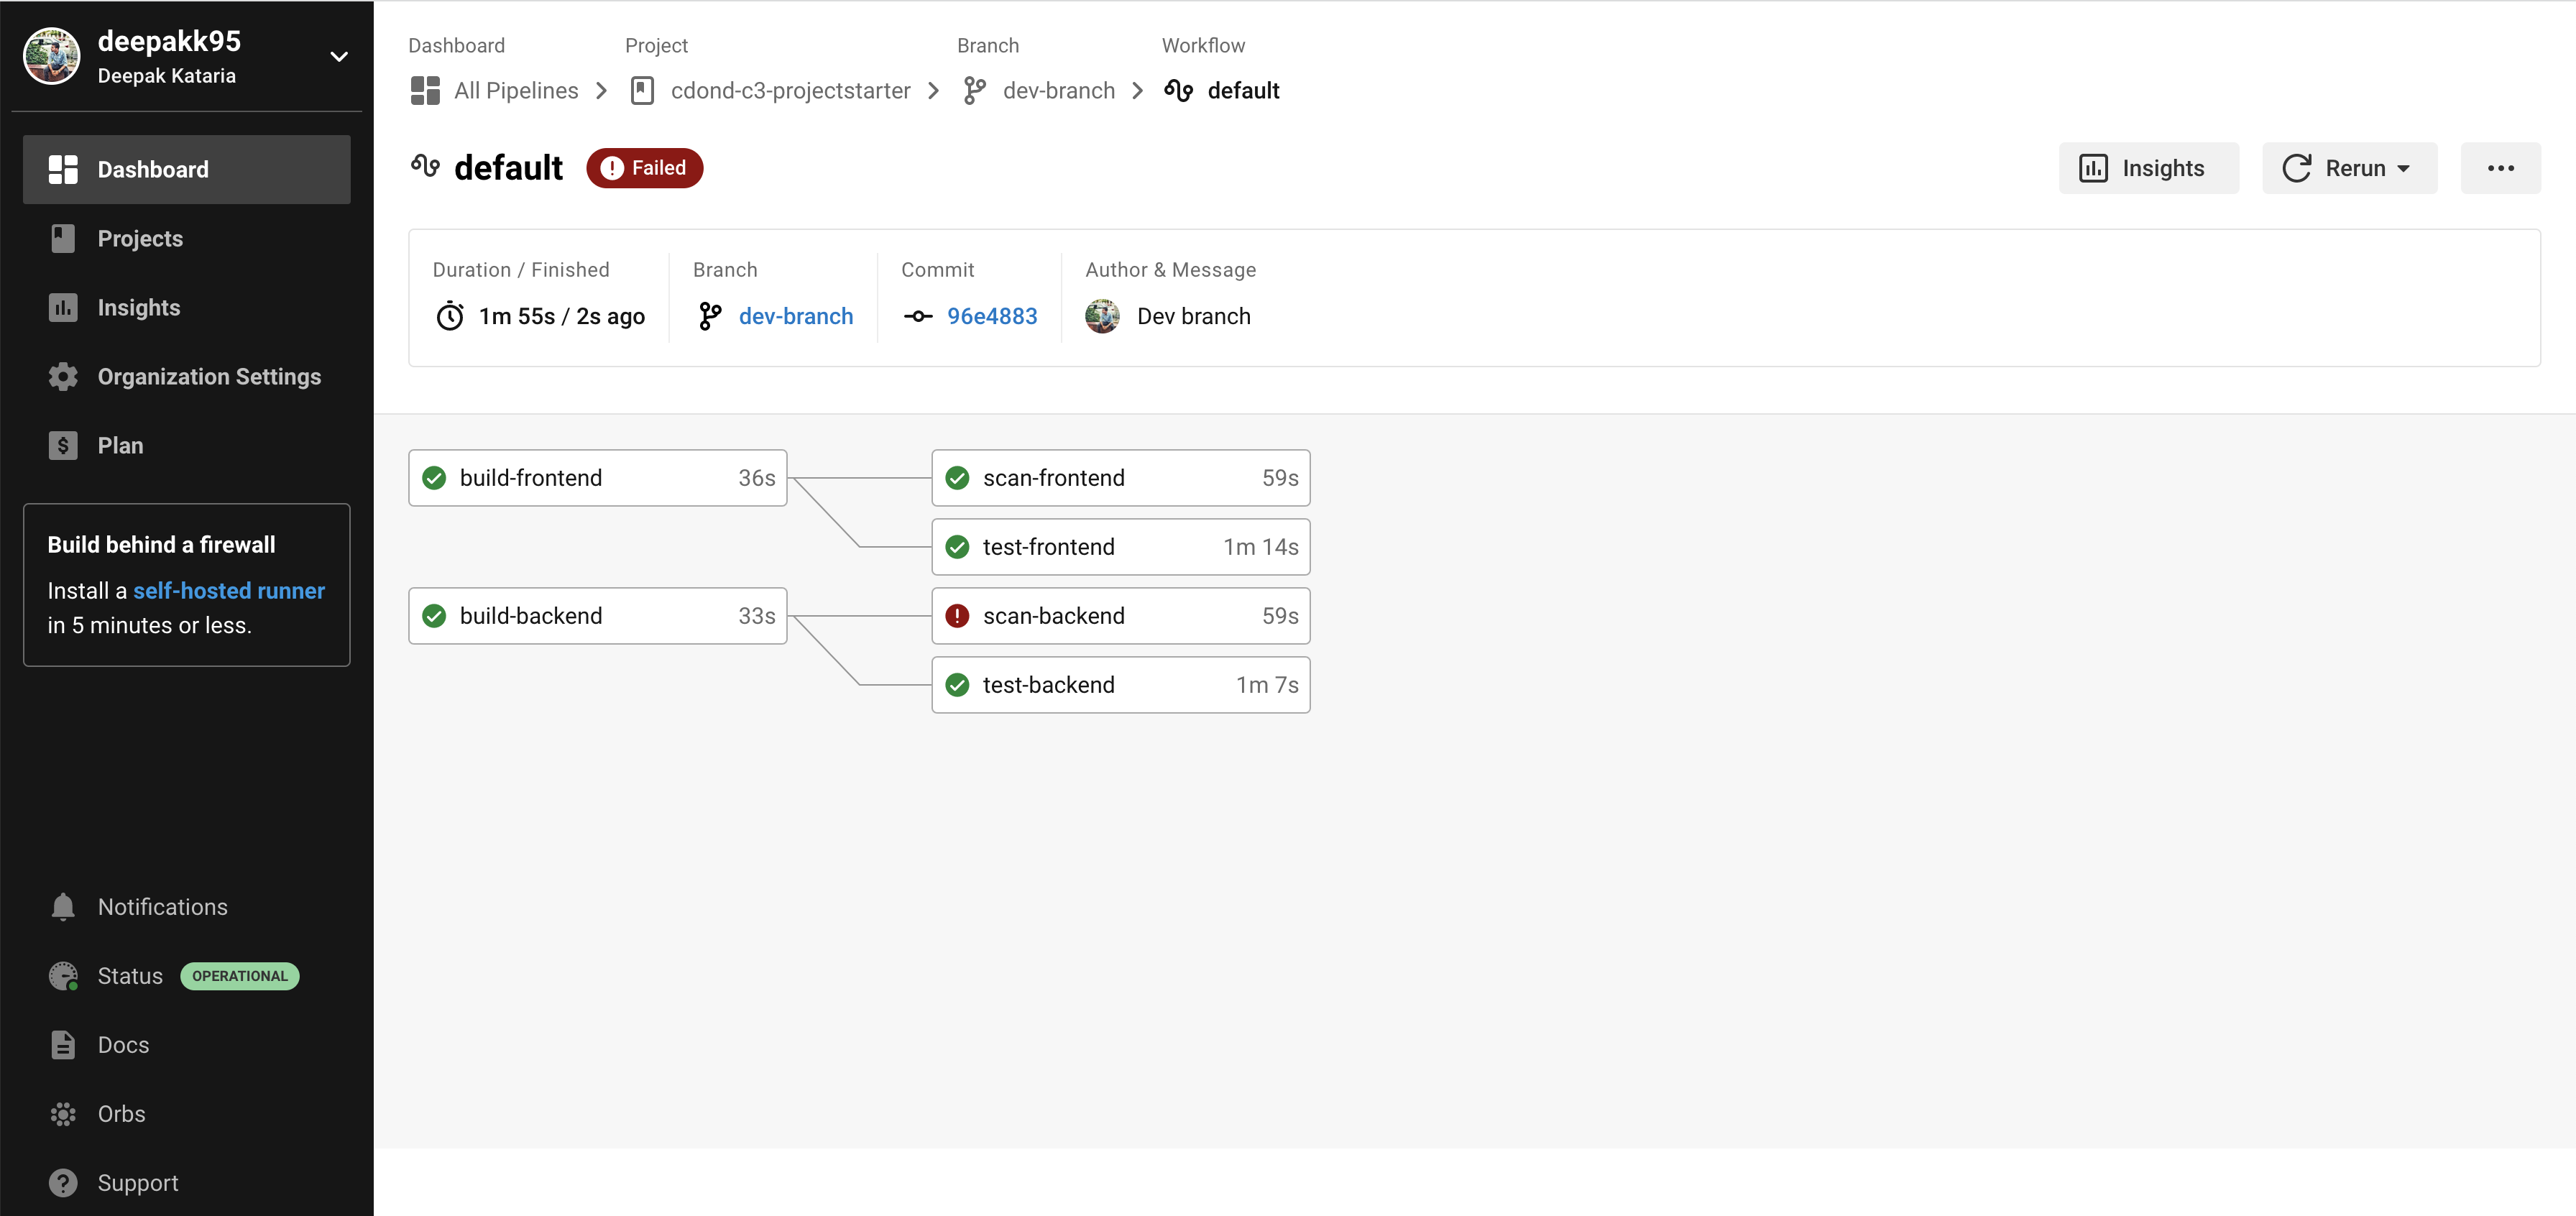 deepakk95
Deepak Kataria
Dashboard
Projects
Insights
Organization Settings
Plan
Build behind a firewall
Install a self-hosted runner
in 5 minutes or less.
Notifications
Status OPERATIONAL
Docs
Orbs
Support
Dashboard Project Branch Workflow
All Pipelines cdond-c3-projectstarter dev-branch default
default Failed
Insights Rerun
Duration / Finished Branch Commit Author & Message
1m 55s / 2s ago dev-branch 96e4883 Dev branch
build-frontend 36s scan-frontend 59s
test-frontend 1m 14s
build-backend 33s scan-backend 59s
test-backend 1m 7s